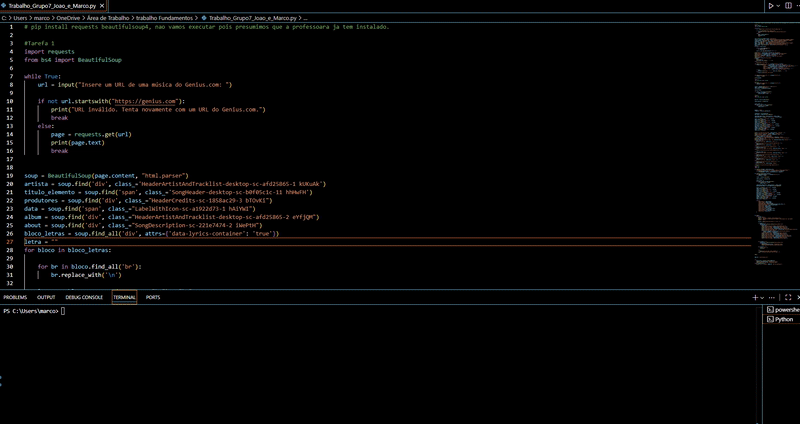 Trabalho_Grupo7_Joao_e_Marco.py
C: > Users > marco > OneDrive > Área de Trabalho > trabalho Fundamentos > Trabalho_Grupo7_Joao_e_Marco.py > ...
1 # pip install requests beautifulsoup4, nao vamos executar pois presumimos que a professoara ja tem instalado.
2
3 #Tarefa 1
4 import requests
5 from bs4 import BeautifulSoup
6
7 while True:
8 url = input("Insere um URL de uma música do Genius.com: ")
9
10 if not url.startswith("https://genius.com"):
11 print("URL inválido. Tenta novamente com um URL do Genius.com.")
12 break
13 else:
14 page = requests.get(url)
15 print(page.text)
16 break
17
18
19 soup = BeautifulSoup(page.content, "html.parser")
20 artista = soup.find('div', class_="HeaderArtistAndTracklist-desktop-sc-afd25865-1 kUKuAk")
21 titulo_elemento = soup.find('span', class_="SongHeader-desktop-sc-b0f05c1c-11 hhHwFH")
22 produtores = soup.find('div', class_="HeaderCredits-sc-1858ac29-3 bTOvKi")
23 data = soup.find('span', class_="LabelWithIcon-sc-a1922d73-1 hAiYWI")
24 album = soup.find('div', class_="HeaderArtistAndTracklist-desktop-sc-afd25865-2 eYfjQM")
25 about = soup.find('div', class_="SongDescription-sc-221e7474-2 iWePtH")
26 bloco_letras = soup.find_all('div', attrs={'data-lyrics-container': 'true'})
27 letra = ""
28 for bloco in bloco_letras:
29
30 for br in bloco.find_all('br'):
31 br.replace_with('\n')
PROBLEMS OUTPUT DEBUG CONSOLE TERMINAL PORTS
PS C:\Users\marco>
powershe
Python